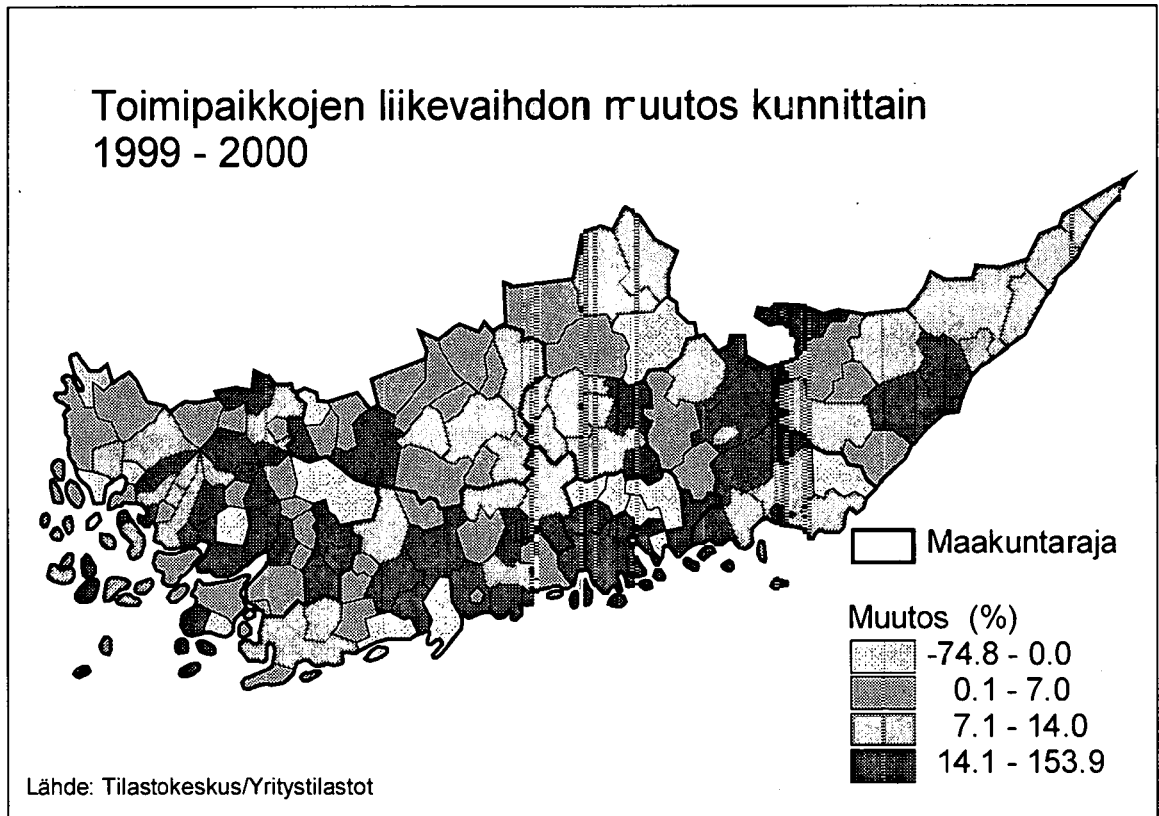 Toimipaikkojen liikevaihdon muutos kunnittain
1999 - 2000
Maakuntaraja
Muutos (%)
-74.8 - 0.0
0.1 - 7.0
7.1 - 14.0
14.1 - 153.9
Lähde: Tilastokeskus/Yritystilastot